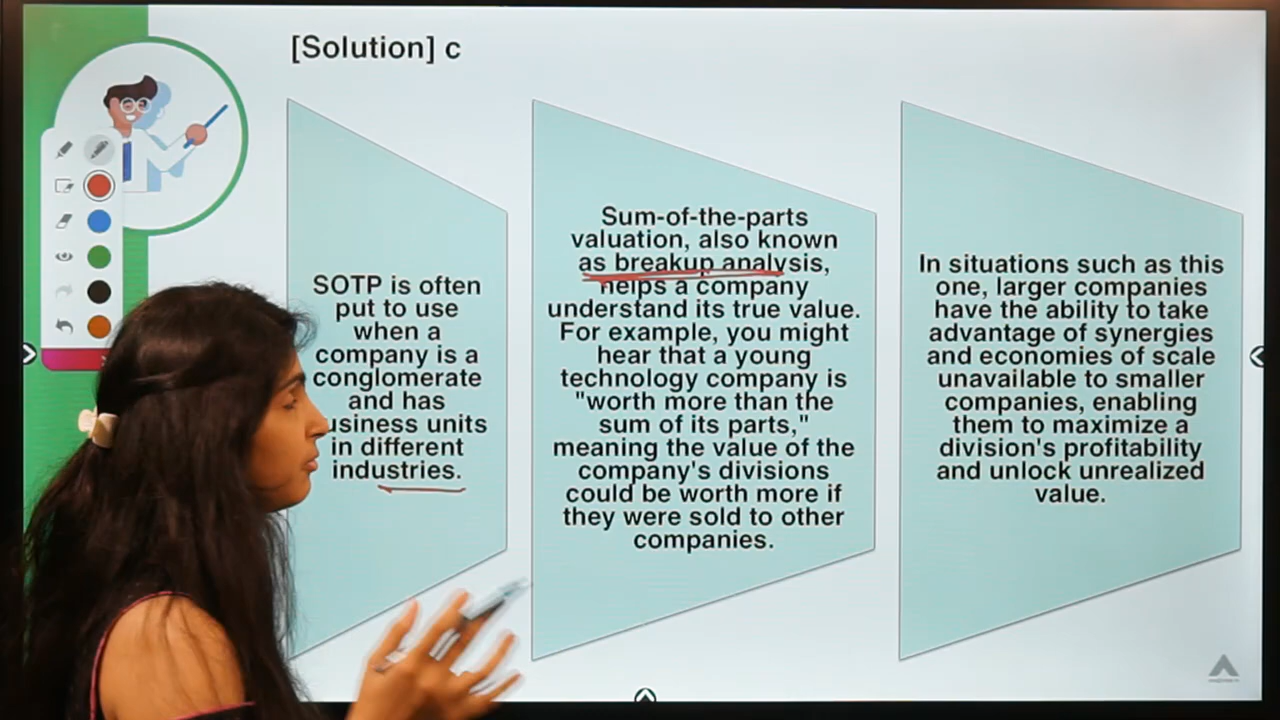 [Solution] c
SOTP is often
put to use
when a
company is a
conglomerate
and has
usiness units
in different
industries.
Sum-of-the-parts
valuation, also known
as breakup analysis,
helps a company
understand its true value.
For example, you might
hear that a young
technology company is
"worth more than the
sum of its parts,"
meaning the value of the
company's divisions
could be worth more if
they were sold to other
companies.
In situations such as this
one, larger companies
have the ability to take
advantage of synergies
and economies of scale
unavailable to smaller
companies, enabling
them to maximize a
division's profitability
and unlock unrealized
value.